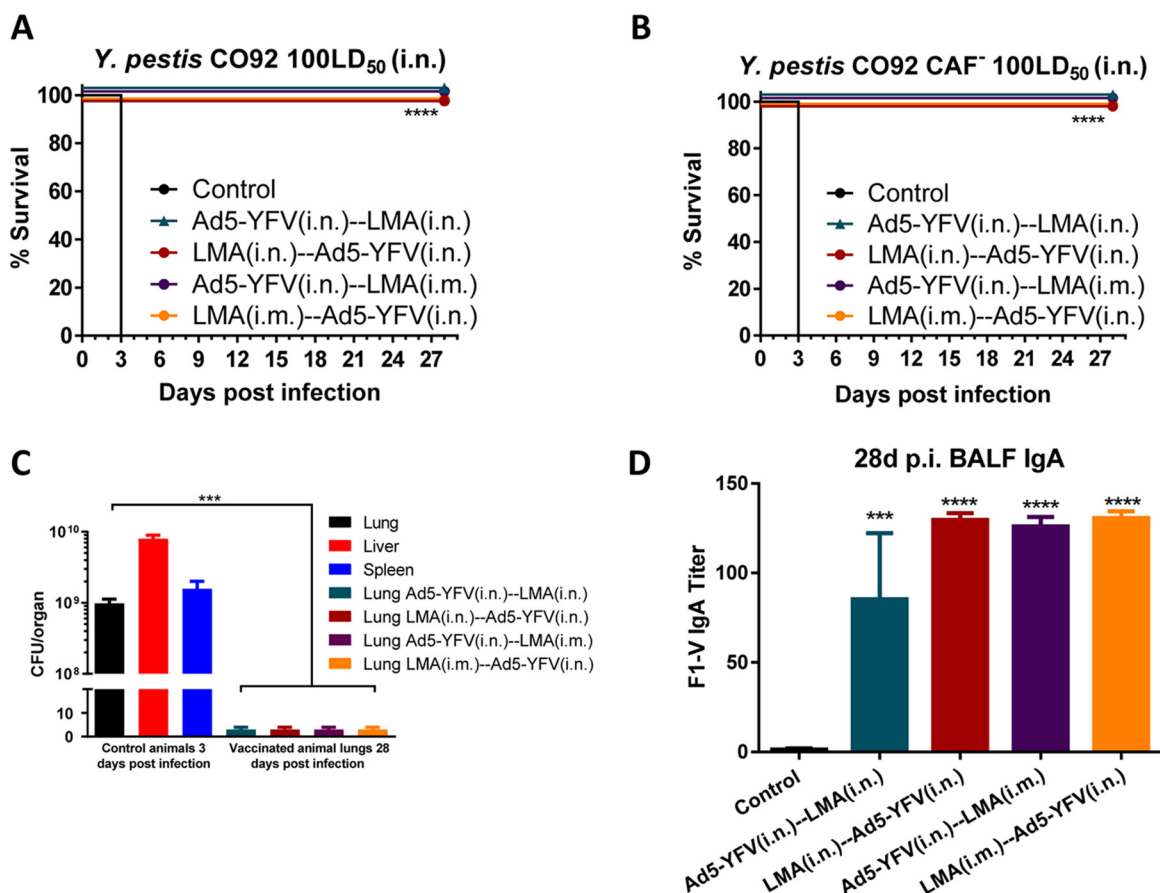 A
Y. pestis CO92 100LD50 (i.n.)
% Survival
100
80
60
40
20
0
****
Control
Ad5-YFV(i.n.)--LMA(i.n.)
LMA(i.n.)--Ad5-YFV(i.n.)
Ad5-YFV(i.n.)--LMA(i.m.)
LMA(i.m.)--Ad5-YFV(i.n.)
0 3 6 9 12 15 18 21 24 27
Days post infection
B
Y. pestis CO92 CAF- 100LD50 (i.n.)
% Survival
100
80
60
40
20
0
****
Control
Ad5-YFV(i.n.)--LMA(i.n.)
LMA(i.n.)--Ad5-YFV(i.n.)
Ad5-YFV(i.n.)--LMA(i.m.)
LMA(i.m.)--Ad5-YFV(i.n.)
0 3 6 9 12 15 18 21 24 27
Days post infection
C
***
CFU/organ
10^10
10^9
10^8
10
0
Lung
Liver
Spleen
Lung Ad5-YFV(i.n.)--LMA(i.n.)
Lung LMA(i.n.)--Ad5-YFV(i.n.)
Lung Ad5-YFV(i.n.)--LMA(i.m.)
Lung LMA(i.m.)--Ad5-YFV(i.n.)
Control animals 3
days post infection
Vaccinated animal lungs 28
days post infection
D
28d p.i. BALF IgA
F1-V IgA Titer
150
100
50
0
***
****
****
****
Control
Ad5-YFV(i.n.)--LMA(i.n.)
LMA(i.n.)--Ad5-YFV(i.n.)
Ad5-YFV(i.n.)--LMA(i.m.)
LMA(i.m.)--Ad5-YFV(i.n.)